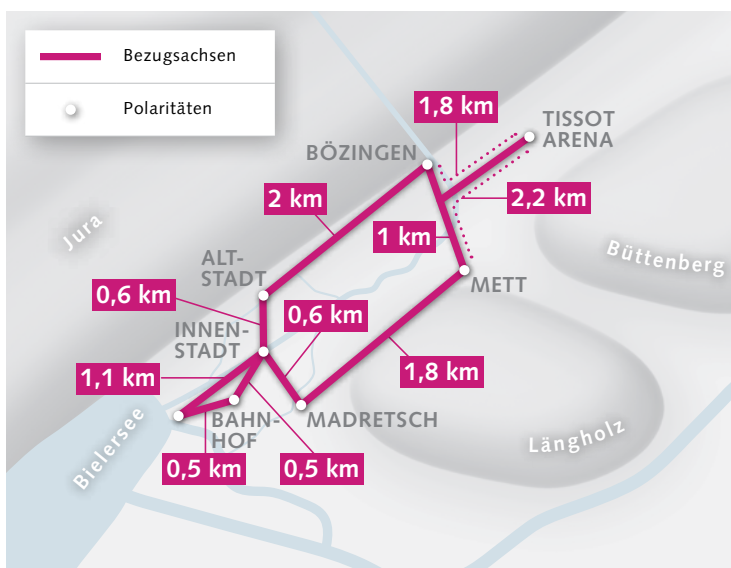 Bezugsachsen
Polaritäten
1,8 km
TISSOT
ARENA
BÖZINGEN
2 km
2,2 km
Jura
1 km
Büttenberg
ALT-
STADT
METT
0,6 km
0,6 km
INNEN-
STADT
1,1 km
1,8 km
Bielersee
BAHN-
HOF
MADRETSCH
Längholz
0,5 km
0,5 km